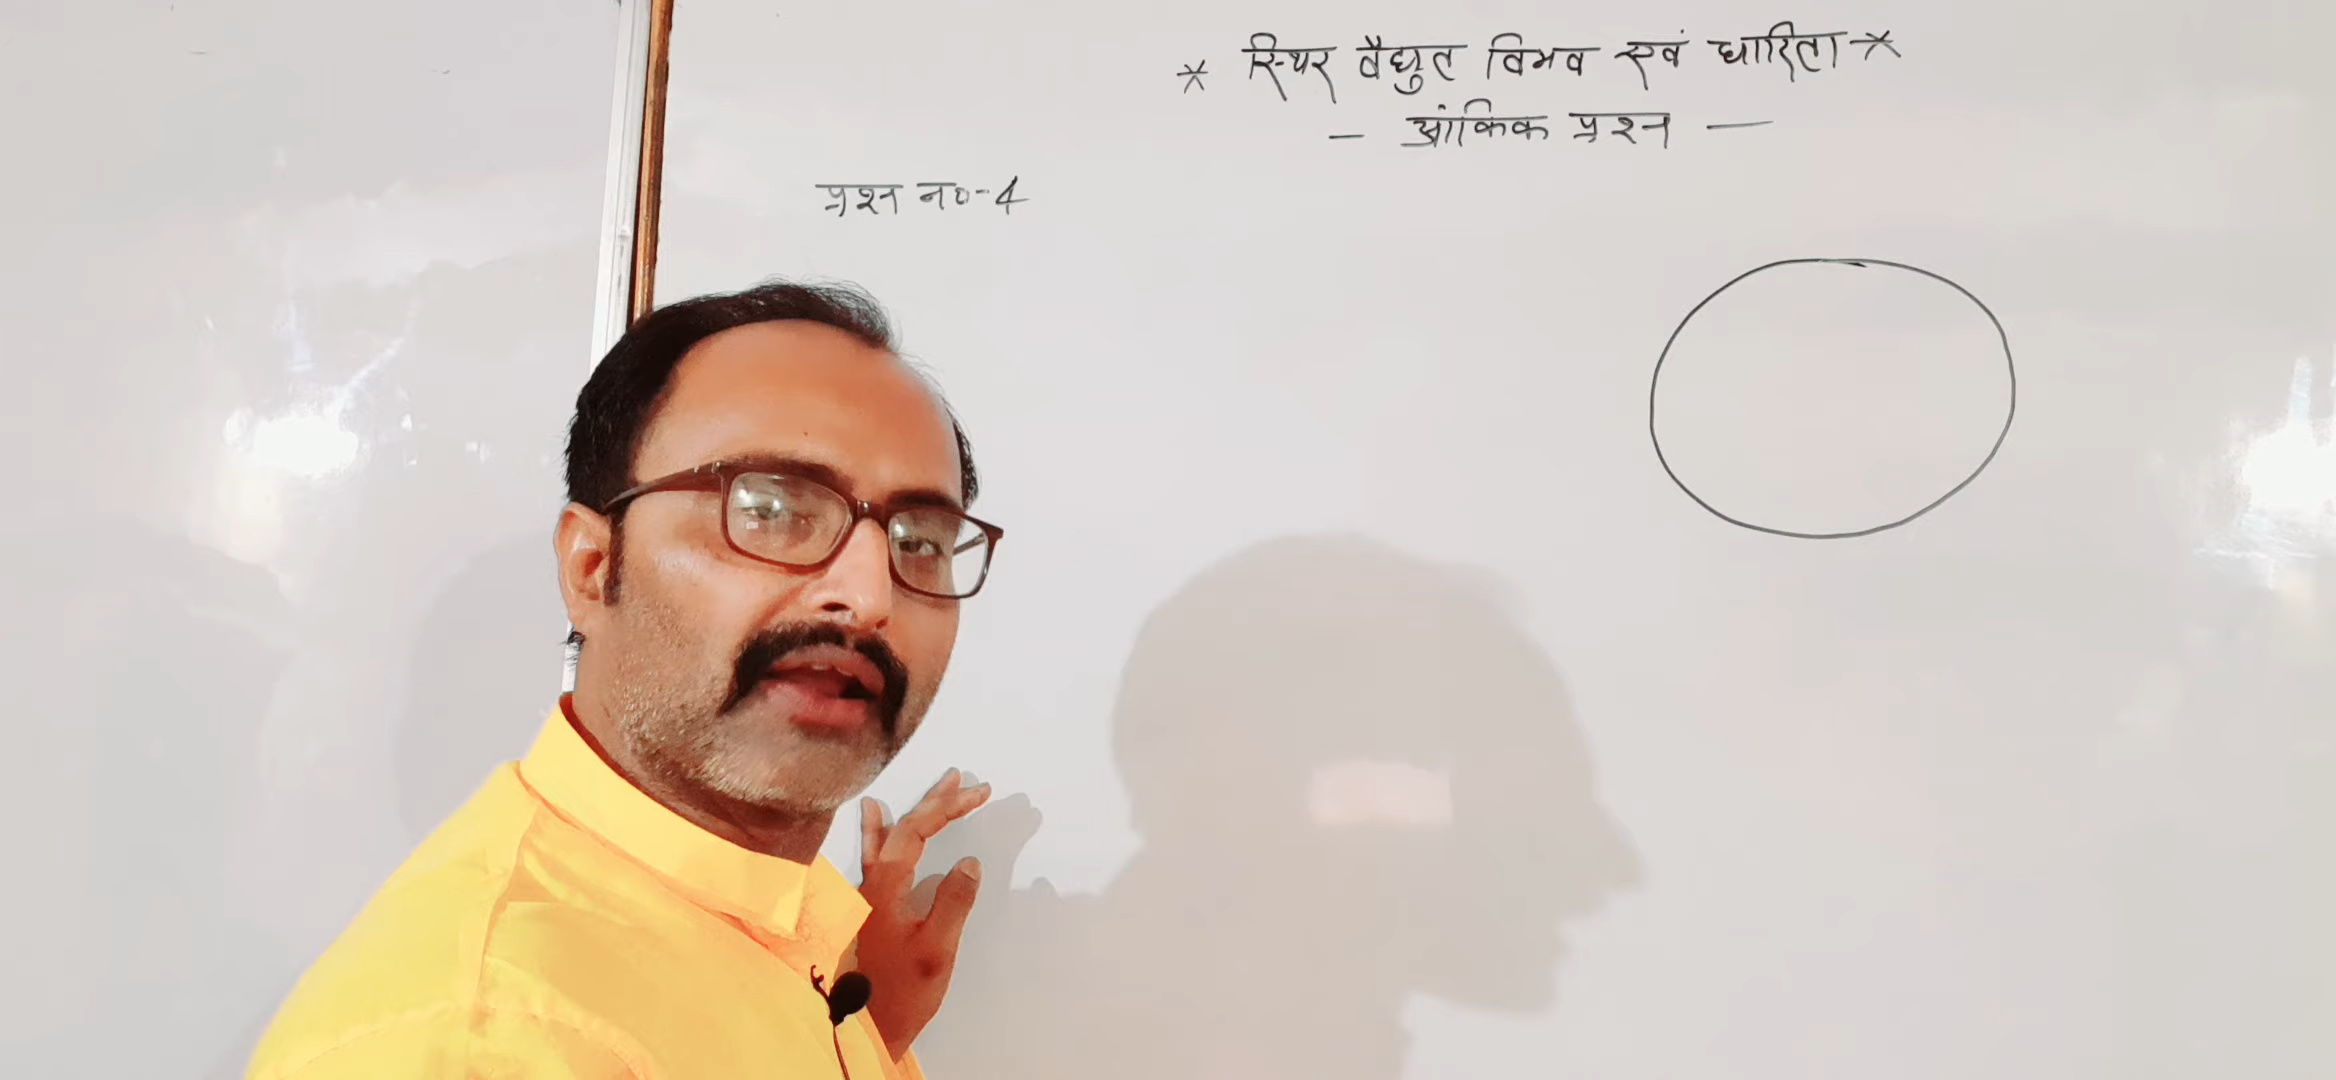 * स्थिर वैद्युत विभव एवं धारिता *
- आंकिक प्रश्न -
प्रश्न न०-4